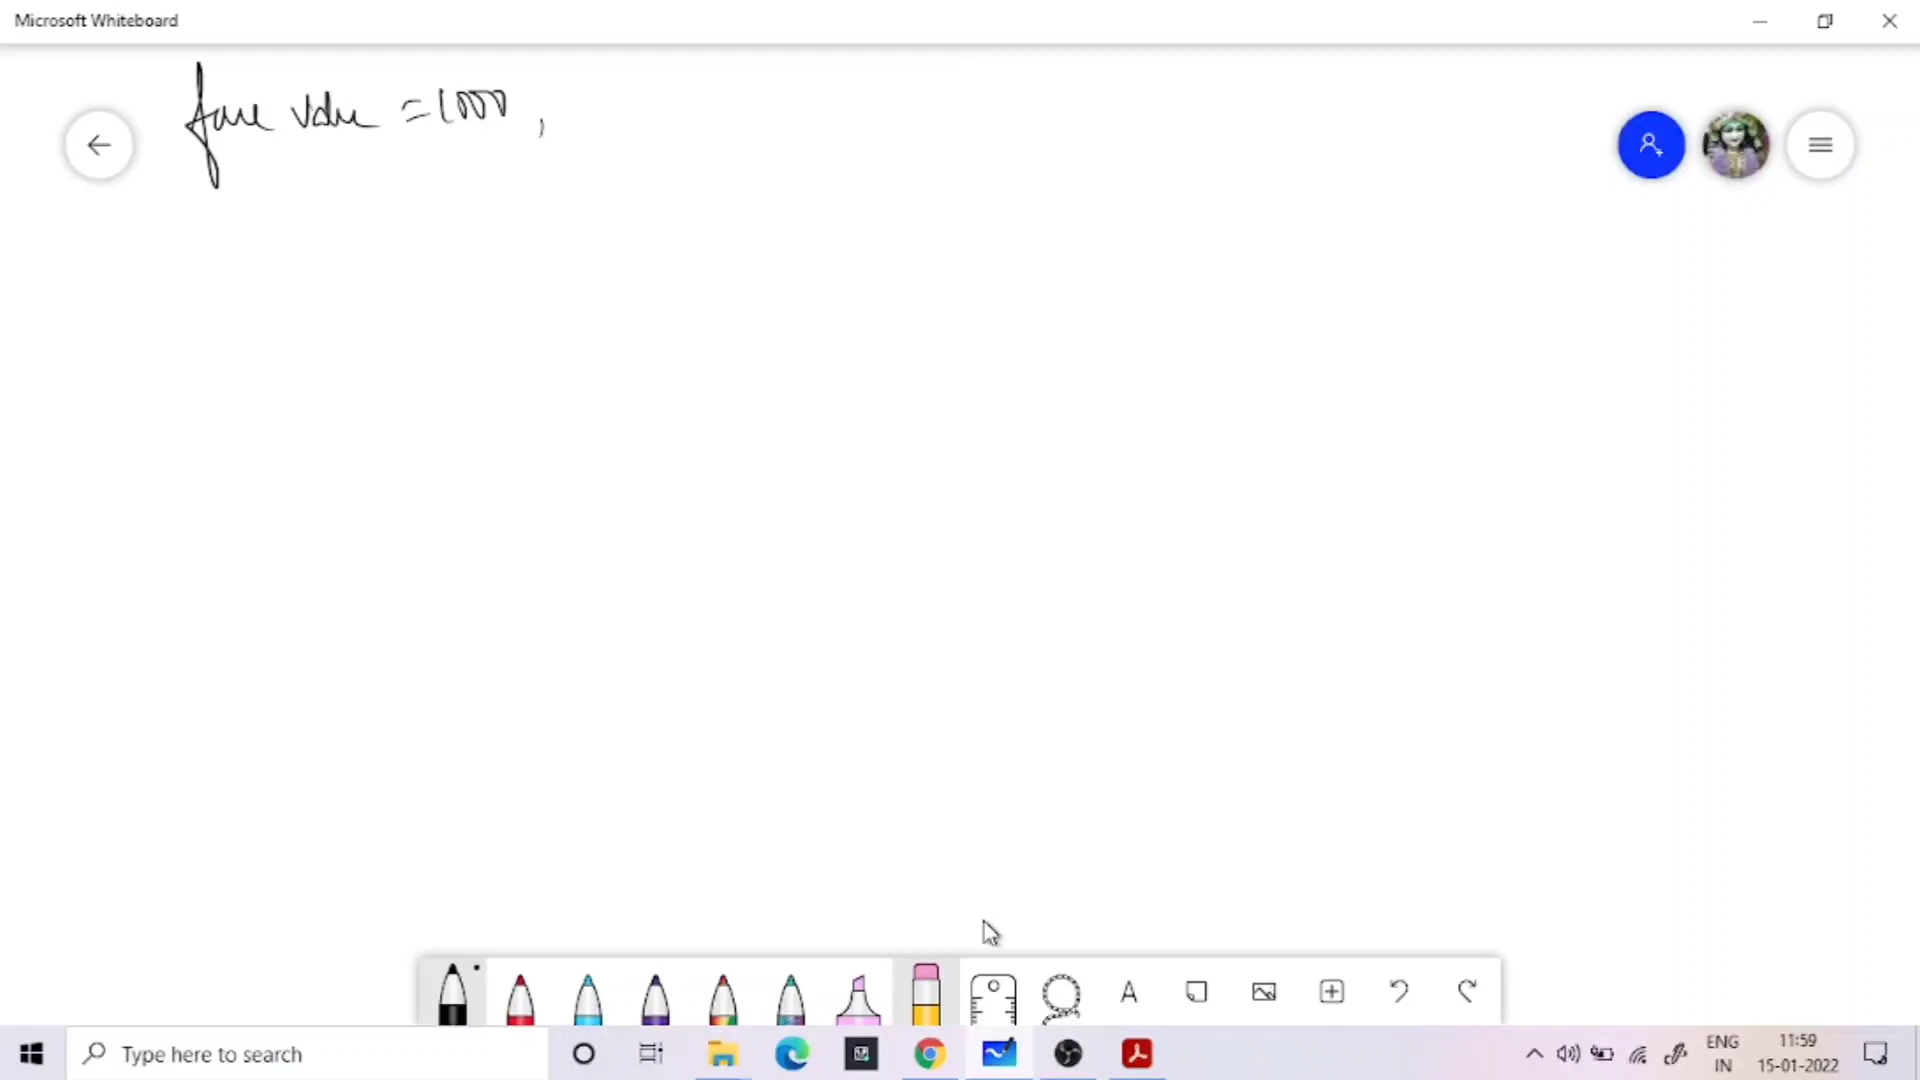 Microsoft Whiteboard
face value = 1000,
A
Type here to search
ENG
IN
11:59
15-01-2022